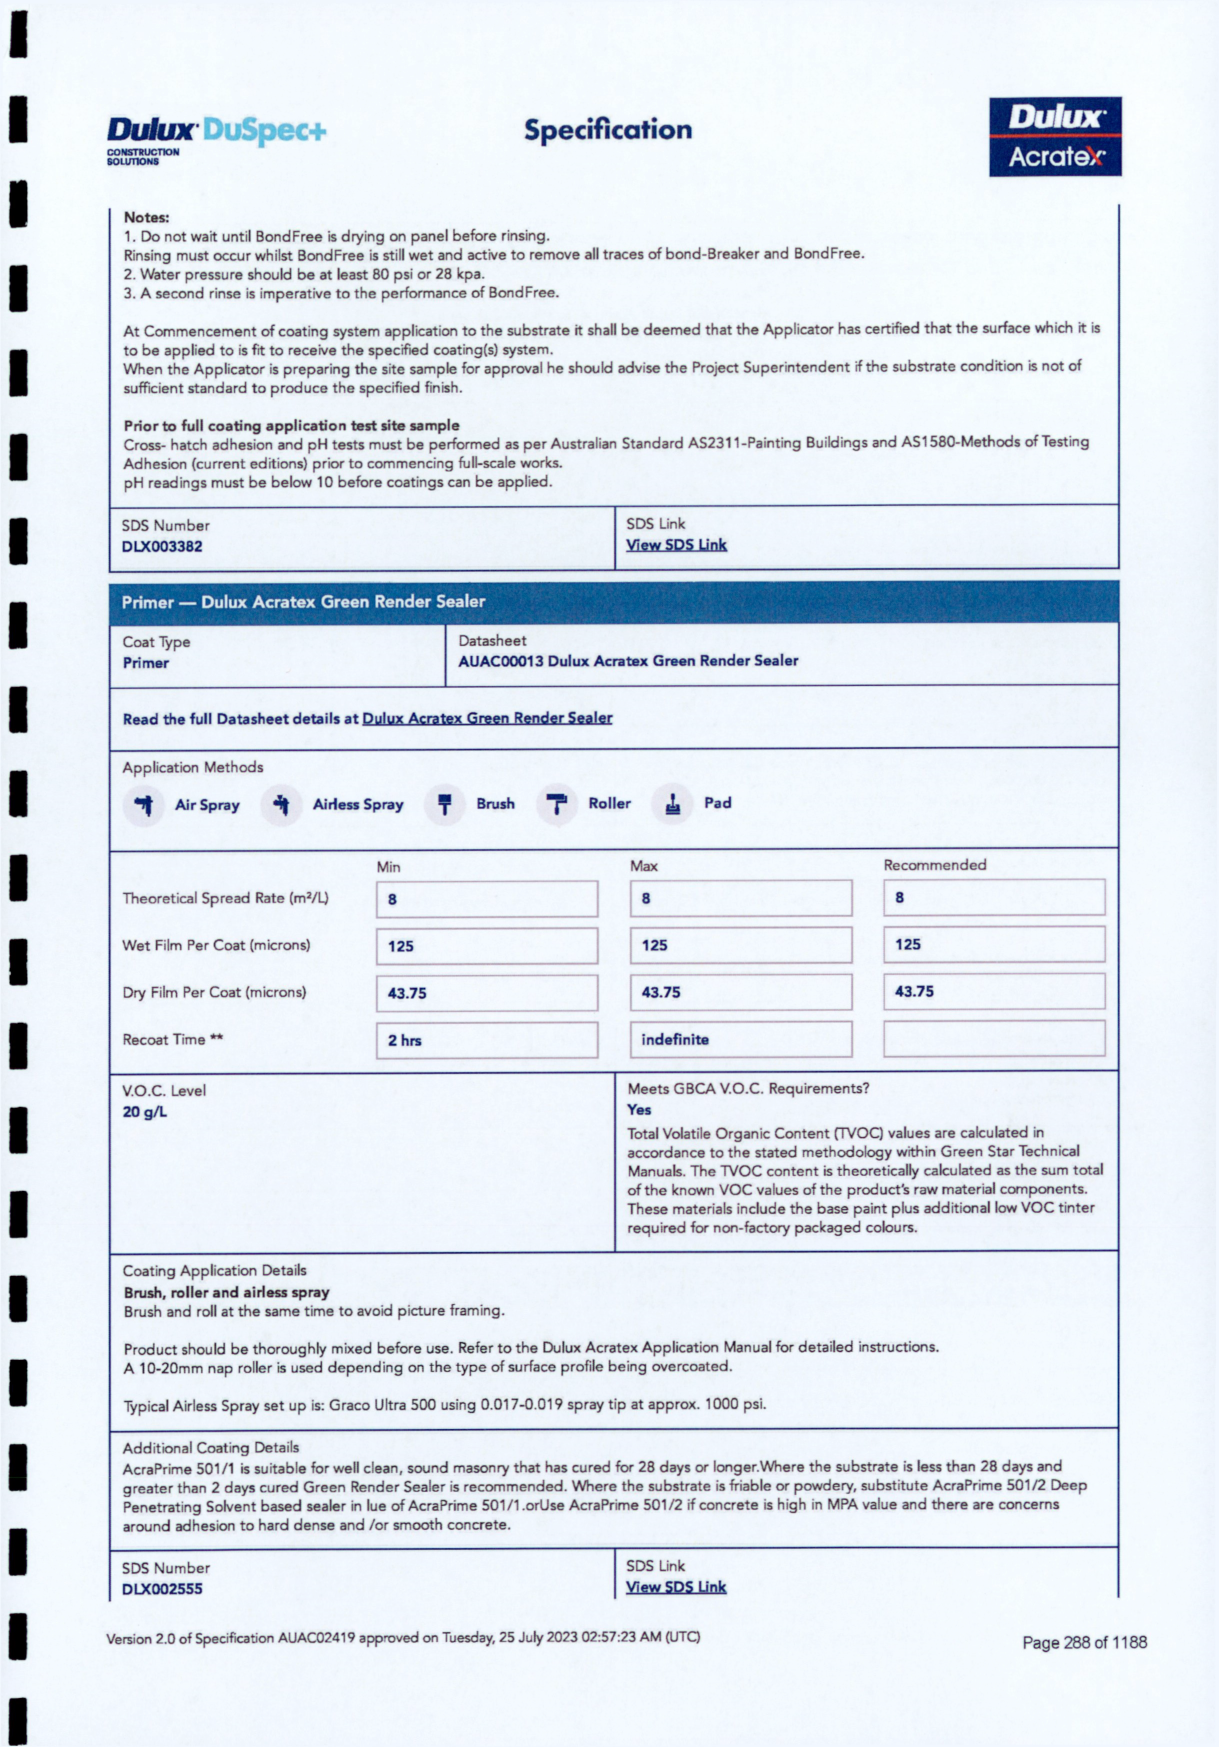 Dulux DuSpec+
CONSTRUCTION
SOLUTIONS
Specification
Dulux
Acratex
Notes:
1. Do not wait until BondFree is drying on panel before rinsing.
Rinsing must occur whilst BondFree is still wet and active to remove all traces of bond-Breaker and BondFree.
2. Water pressure should be at least 80 psi or 28 kpa.
3. A second rinse is imperative to the performance of BondFree.
At Commencement of coating system application to the substrate it shall be deemed that the Applicator has certified that the surface which it is
to be applied to is fit to receive the specified coating(s) system.
When the Applicator is preparing the site sample for approval he should advise the Project Superintendent if the substrate condition is not of
sufficient standard to produce the specified finish.
Prior to full coating application test site sample
Cross- hatch adhesion and pH tests must be performed as per Australian Standard AS2311-Painting Buildings and AS1580-Methods of Testing
Adhesion (current editions) prior to commencing full-scale works.
pH readings must be below 10 before coatings can be applied.
SDS Number
DLX003382
SDS Link
View SDS Link
Primer — Dulux Acratex Green Render Sealer
Coat Type
Primer
Datasheet
AUAC00013 Dulux Acratex Green Render Sealer
Read the full Datasheet details at Dulux Acratex Green Render Sealer
Application Methods
Air Spray Airless Spray Brush Roller Pad
Min Max Recommended
Theoretical Spread Rate (m²/L) 8 8 8
Wet Film Per Coat (microns) 125 125 125
Dry Film Per Coat (microns) 43.75 43.75 43.75
Recoat Time ** 2 hrs indefinite
V.O.C. Level
20 g/L
Meets GBCA V.O.C. Requirements?
Yes
Total Volatile Organic Content (TVOC) values are calculated in
accordance to the stated methodology within Green Star Technical
Manuals. The TVOC content is theoretically calculated as the sum total
of the known VOC values of the product's raw material components.
These materials include the base paint plus additional low VOC tinter
required for non-factory packaged colours.
Coating Application Details
Brush, roller and airless spray
Brush and roll at the same time to avoid picture framing.
Product should be thoroughly mixed before use. Refer to the Dulux Acratex Application Manual for detailed instructions.
A 10-20mm nap roller is used depending on the type of surface profile being overcoated.
Typical Airless Spray set up is: Graco Ultra 500 using 0.017-0.019 spray tip at approx. 1000 psi.
Additional Coating Details
AcraPrime 501/1 is suitable for well clean, sound masonry that has cured for 28 days or longer.Where the substrate is less than 28 days and
greater than 2 days cured Green Render Sealer is recommended. Where the substrate is friable or powdery, substitute AcraPrime 501/2 Deep
Penetrating Solvent based sealer in lue of AcraPrime 501/1.orUse AcraPrime 501/2 if concrete is high in MPA value and there are concerns
around adhesion to hard dense and /or smooth concrete.
SDS Number
DLX002555
SDS Link
View SDS Link
Version 2.0 of Specification AUAC02419 approved on Tuesday, 25 July 2023 02:57:23 AM (UTC)
Page 288 of 1188